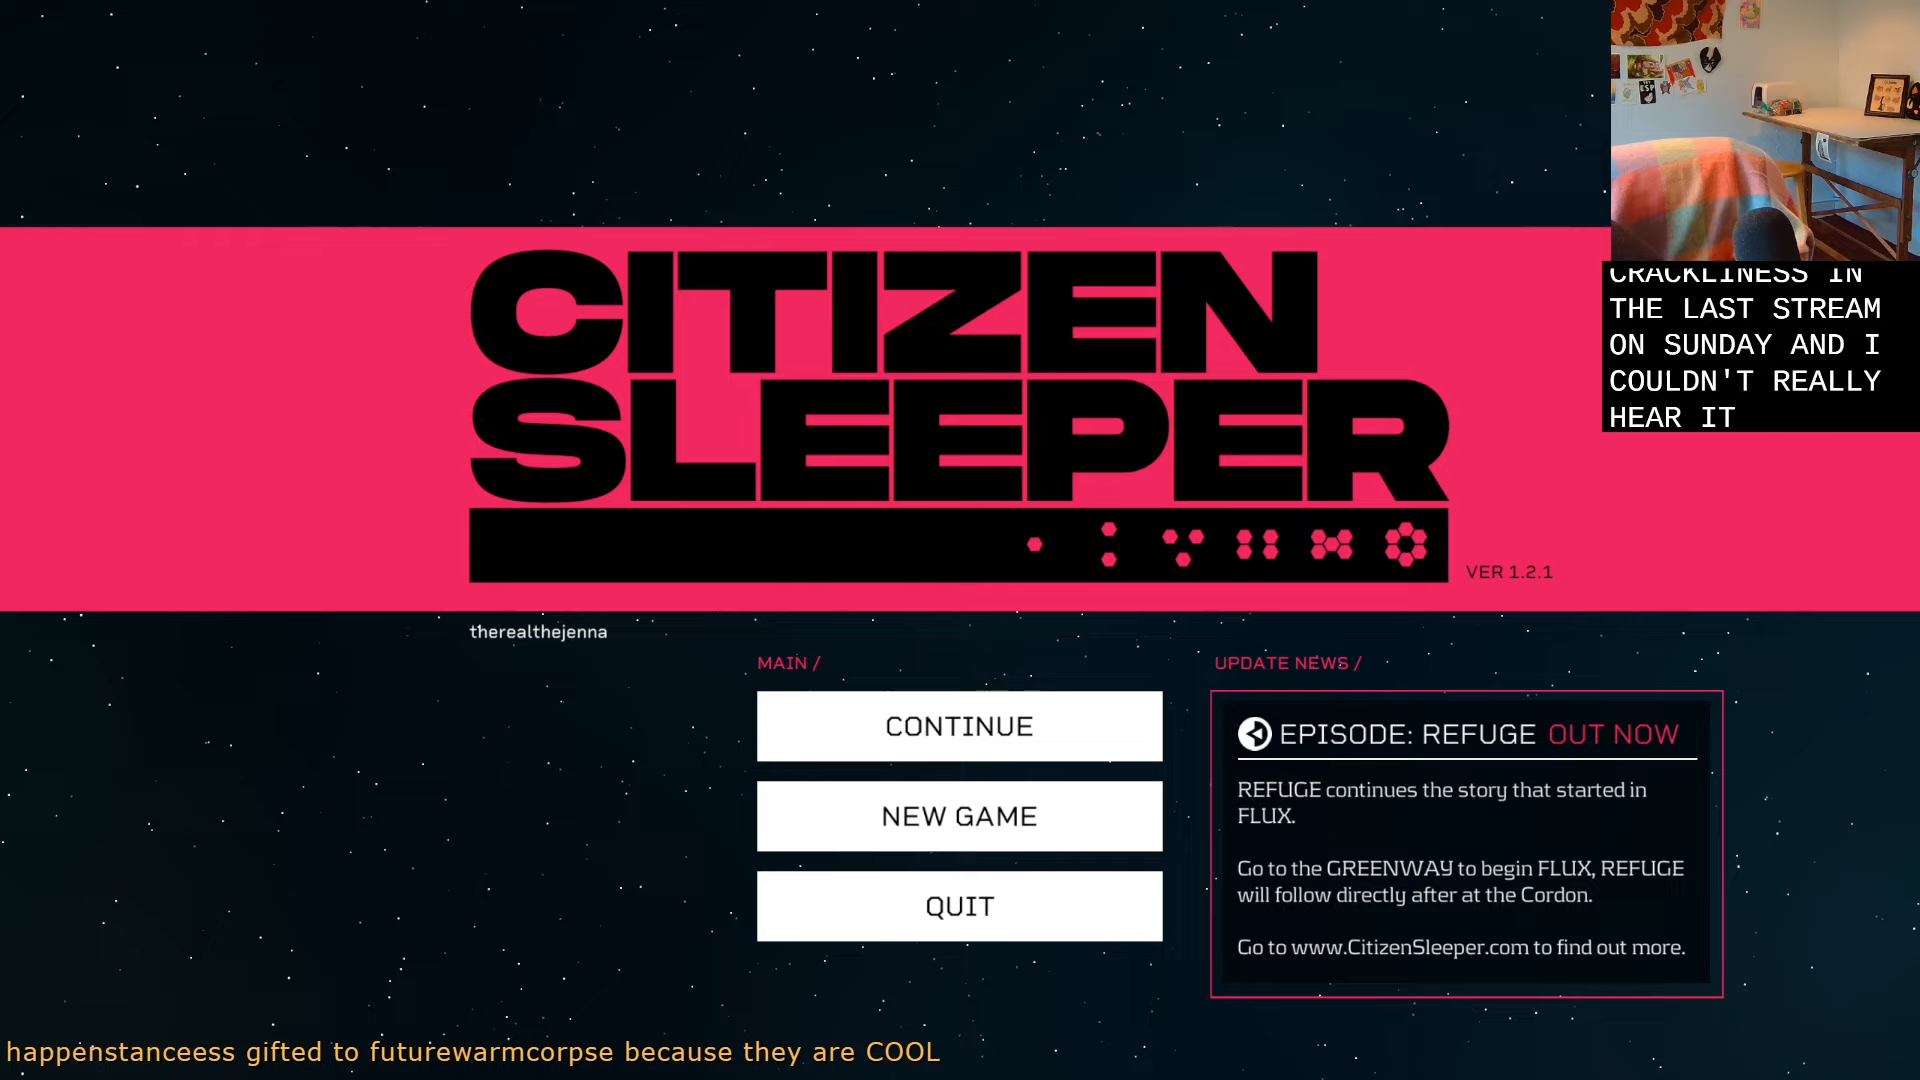 CITIZEN
SLEEPER
VER 1.2.1
CRACKLINESS IN
THE LAST STREAM
ON SUNDAY AND I
COULDN'T REALLY
HEAR IT
therealthejenna
MAIN /
CONTINUE
NEW GAME
QUIT
UPDATE NEWS /
EPISODE: REFUGE OUT NOW
REFUGE continues the story that started in
FLUX.
Go to the GREENWAY to begin FLUX, REFUGE
will follow directly after at the Cordon.
Go to www.CitizenSleeper.com to find out more.
happenstanceess gifted to futurewarmcorpse because they are COOL
ESP